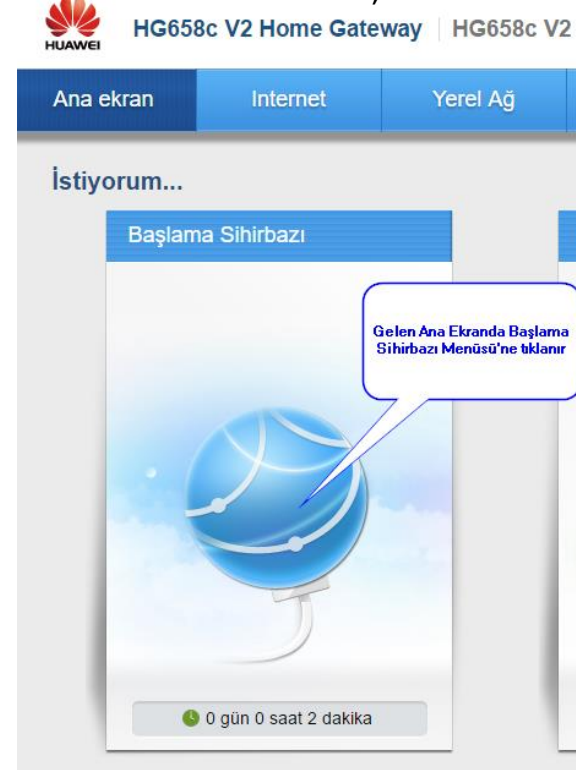 HUAWEI
HG658c V2 Home Gateway HG658c V2
Ana ekran Internet Yerel Ağ
İstiyorum...
Başlama Sihirbazı
Gelen Ana Ekranda Başlama
Sihirbazı Menüsü'ne tıklanır
0 gün 0 saat 2 dakika